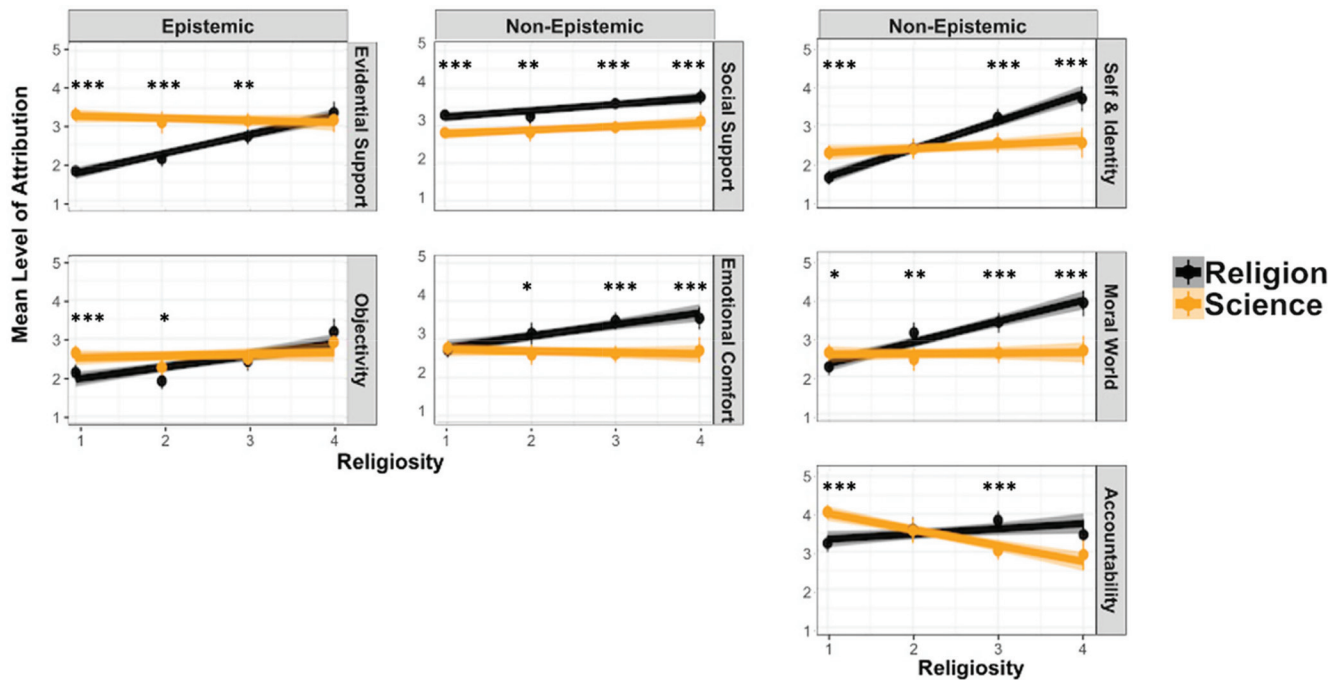 Epistemic
Non-Epistemic
Non-Epistemic
Mean Level of Attribution
5
4
3
2
1
*** *** **
Evidential Support
5
4
3
2
1
*** ** *** ***
Social Support
5
4
3
2
1
*** *** ***
Self & Identity
5
4
3
2
1
*** *
Objectivity
1 2 3 4
Religiosity
5
4
3
2
1
* *** ***
Emotional Comfort
1 2 3 4
5
4
3
2
1
* ** *** ***
Moral World
Religion
Science
5
4
3
2
1
*** ***
Accountability
1 2 3 4
Religiosity